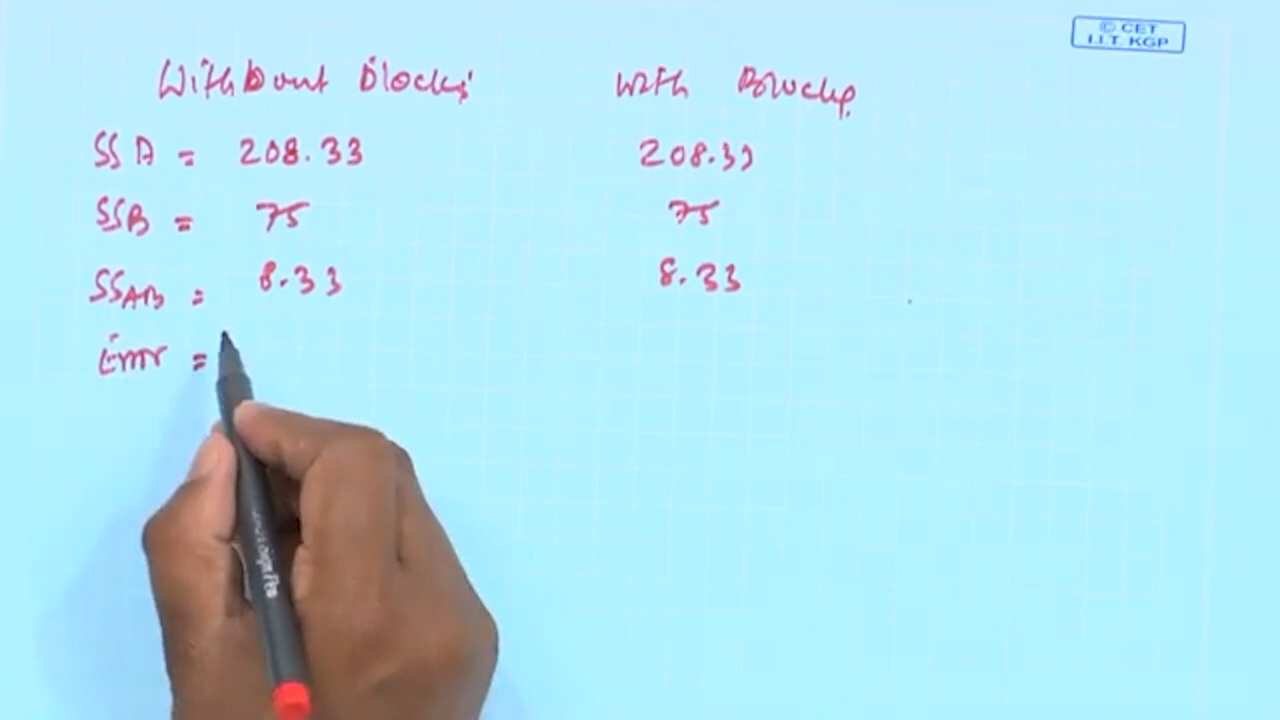 © CET
I.I.T. KGP
Without Blocks with Blocks
SSA = 208.33 208.33
SSB = 75 75
SSAB = 8.33 8.33
Error =